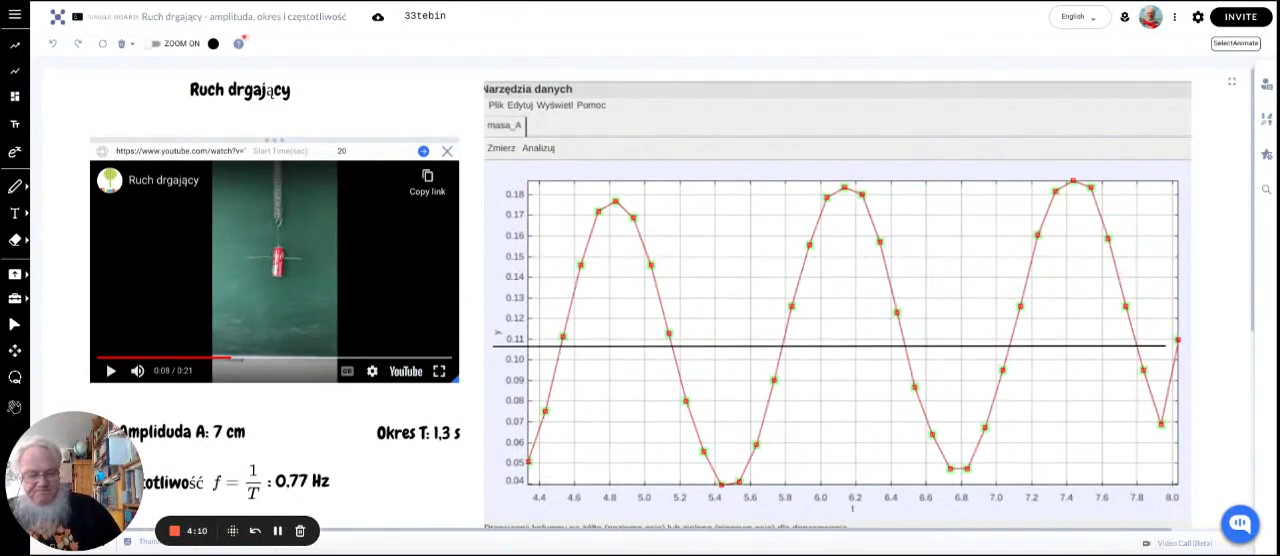 SINGLE BOARD: Ruch drgający - amplituda, okres i częstotliwość
33tebin
English
INVITE
ZOOM ON
SelectAnimate
Ruch drgający
https://www.youtube.com/watch?v=
Start Time(sec)
20
Ruch drgający
Copy link
0:08 / 0:21
CC
YouTube
Ampliduda A: 7 cm
Okres T: 1,3 s
otliwość f = 1/T : 0.77 Hz
4:10
Narzędzia danych
Plik Edytuj Wyświetl Pomoc
masa_A
Zmierz Analizuj
0.18
0.17
0.16
0.15
0.14
0.13
0.12
0.11
0.10
0.09
0.08
0.07
0.06
0.05
0.04
y
4.4 4.6 4.8 5.0 5.2 5.4 5.6 5.8 6.0 6.2 6.4 6.6 6.8 7.0 7.2 7.4 7.6 7.8 8.0
t
Video Call (Beta)